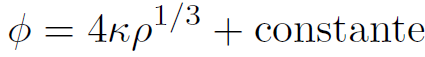 ϕ = 4κρ^{1/3} + constante